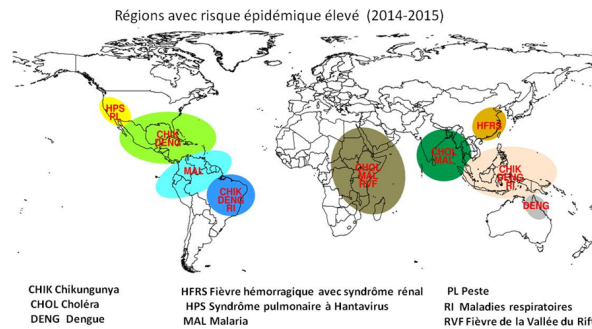 Régions avec risque épidémique élevé (2014-2015)
HPS
PL
CHIK
DENG
MAL
CHIK
DENG
RI
CHOL
MAL
RVF
CHOL
MAL
HFRS
CHIK
DENG
RI
DENG
CHIK Chikungunya
CHOL Choléra
DENG Dengue
HFRS Fièvre hémorragique avec syndrôme rénal
HPS Syndrôme pulmonaire à Hantavirus
MAL Malaria
PL Peste
RI Maladies respiratoires
RVF Fièvre de la Vallée du Rift